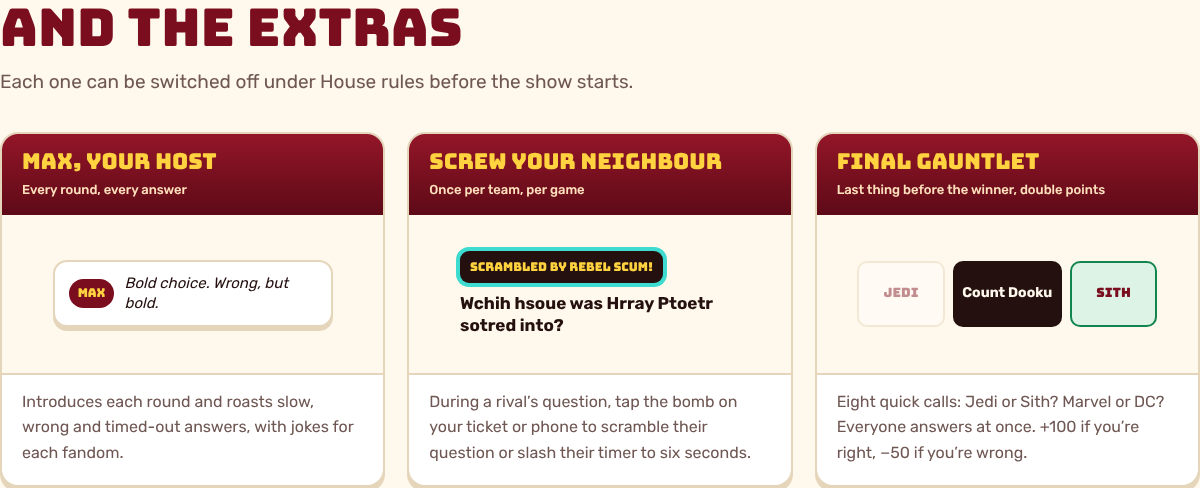 AND THE EXTRAS
Each one can be switched off under House rules before the show starts.
MAX, YOUR HOST
Every round, every answer
MAX
Bold choice. Wrong, but
bold.
Introduces each round and roasts slow,
wrong and timed-out answers, with jokes for
each fandom.
SCREW YOUR NEIGHBOUR
Once per team, per game
SCRAMBLED BY REBEL SCUM!
Wchih hsoue was Hrray Ptoetr
sotred into?
During a rival's question, tap the bomb on
your ticket or phone to scramble their
question or slash their timer to six seconds.
FINAL GAUNTLET
Last thing before the winner, double points
JEDI
Count Dooku
SITH
Eight quick calls: Jedi or Sith? Marvel or DC?
Everyone answers at once. +100 if you're
right, −50 if you're wrong.